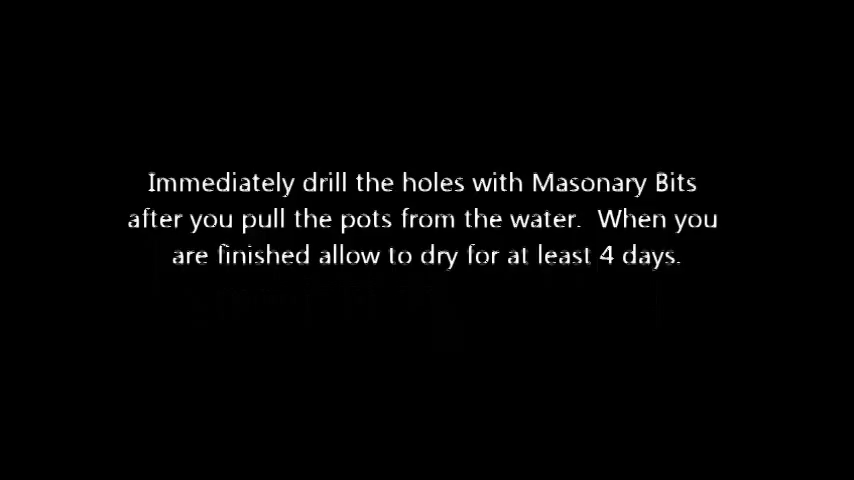 Immediately drill the holes with Masonary Bits
after you pull the pots from the water.  When you
are finished allow to dry for at least 4 days.